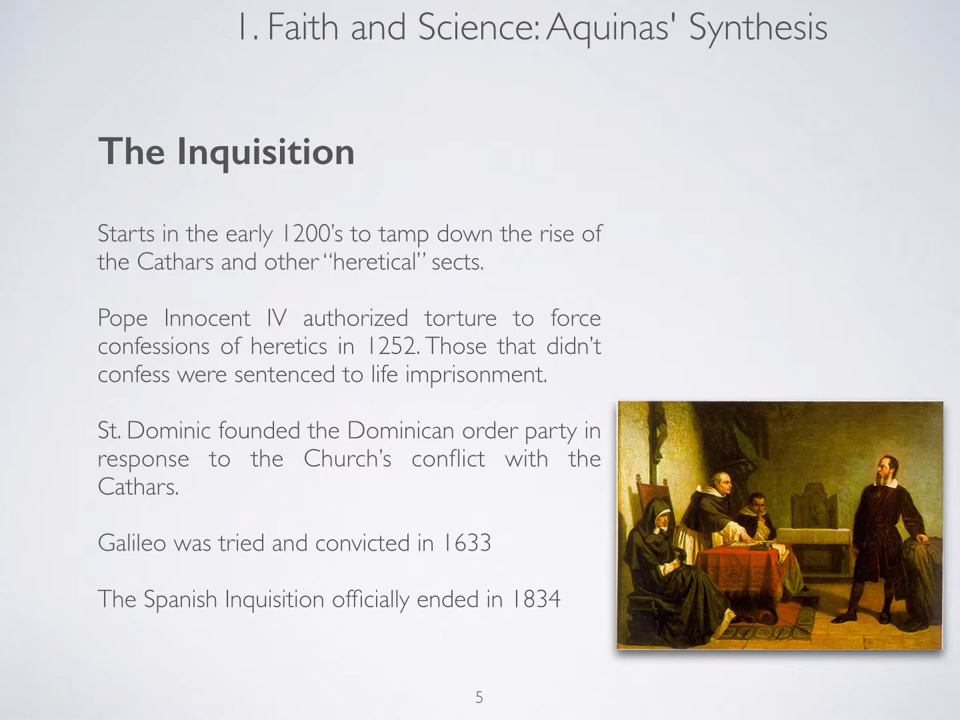 1. Faith and Science: Aquinas' Synthesis
The Inquisition
Starts in the early 1200’s to tamp down the rise of
the Cathars and other “heretical” sects.
Pope Innocent IV authorized torture to force
confessions of heretics in 1252. Those that didn’t
confess were sentenced to life imprisonment.
St. Dominic founded the Dominican order party in
response to the Church’s conflict with the
Cathars.
Galileo was tried and convicted in 1633
The Spanish Inquisition officially ended in 1834
5